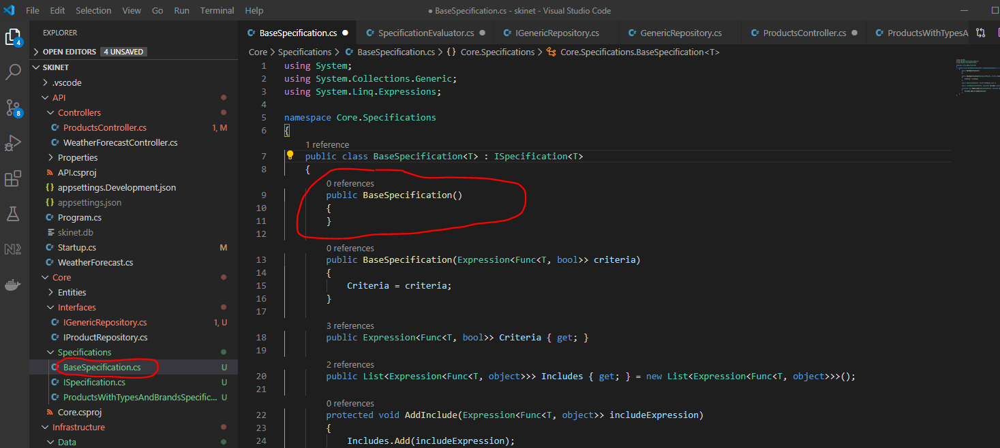 File Edit Selection View Go Run Terminal Help ● BaseSpecification.cs - skinet - Visual Studio Code
EXPLORER
OPEN EDITORS 4 UNSAVED
SKINET
.vscode
API
Controllers
ProductsController.cs 1, M
WeatherForecastController.cs
Properties
API.csproj
appsettings.Development.json
appsettings.json
Program.cs
skinet.db
Startup.cs M
WeatherForecast.cs
Core
Entities
Interfaces
IGenericRepository.cs 1, U
IProductRepository.cs
Specifications
BaseSpecification.cs U
ISpecification.cs U
ProductsWithTypesAndBrandsSpecific... U
Core.csproj
Infrastructure
Data
4
8
BaseSpecification.cs ● SpecificationEvaluator.cs ● IGenericRepository.cs GenericRepository.cs ProductsController.cs ● ProductsWithTypesA
Core > Specifications > BaseSpecification.cs > {} Core.Specifications > Core.Specifications.BaseSpecification<T>
1 using System;
2 using System.Collections.Generic;
3 using System.Linq.Expressions;
4
5 namespace Core.Specifications
6 {
1 reference
7 public class BaseSpecification<T> : ISpecification<T>
8 {
0 references
9 public BaseSpecification()
10 {
11 }
12
0 references
13 public BaseSpecification(Expression<Func<T, bool>> criteria)
14 {
15 Criteria = criteria;
16 }
17
3 references
18 public Expression<Func<T, bool>> Criteria { get; }
19
2 references
20 public List<Expression<Func<T, object>>> Includes { get; } = new List<Expression<Func<T, object>>>();
21
0 references
22 protected void AddInclude(Expression<Func<T, object>> includeExpression)
23 {
24 Includes.Add(includeExpression);